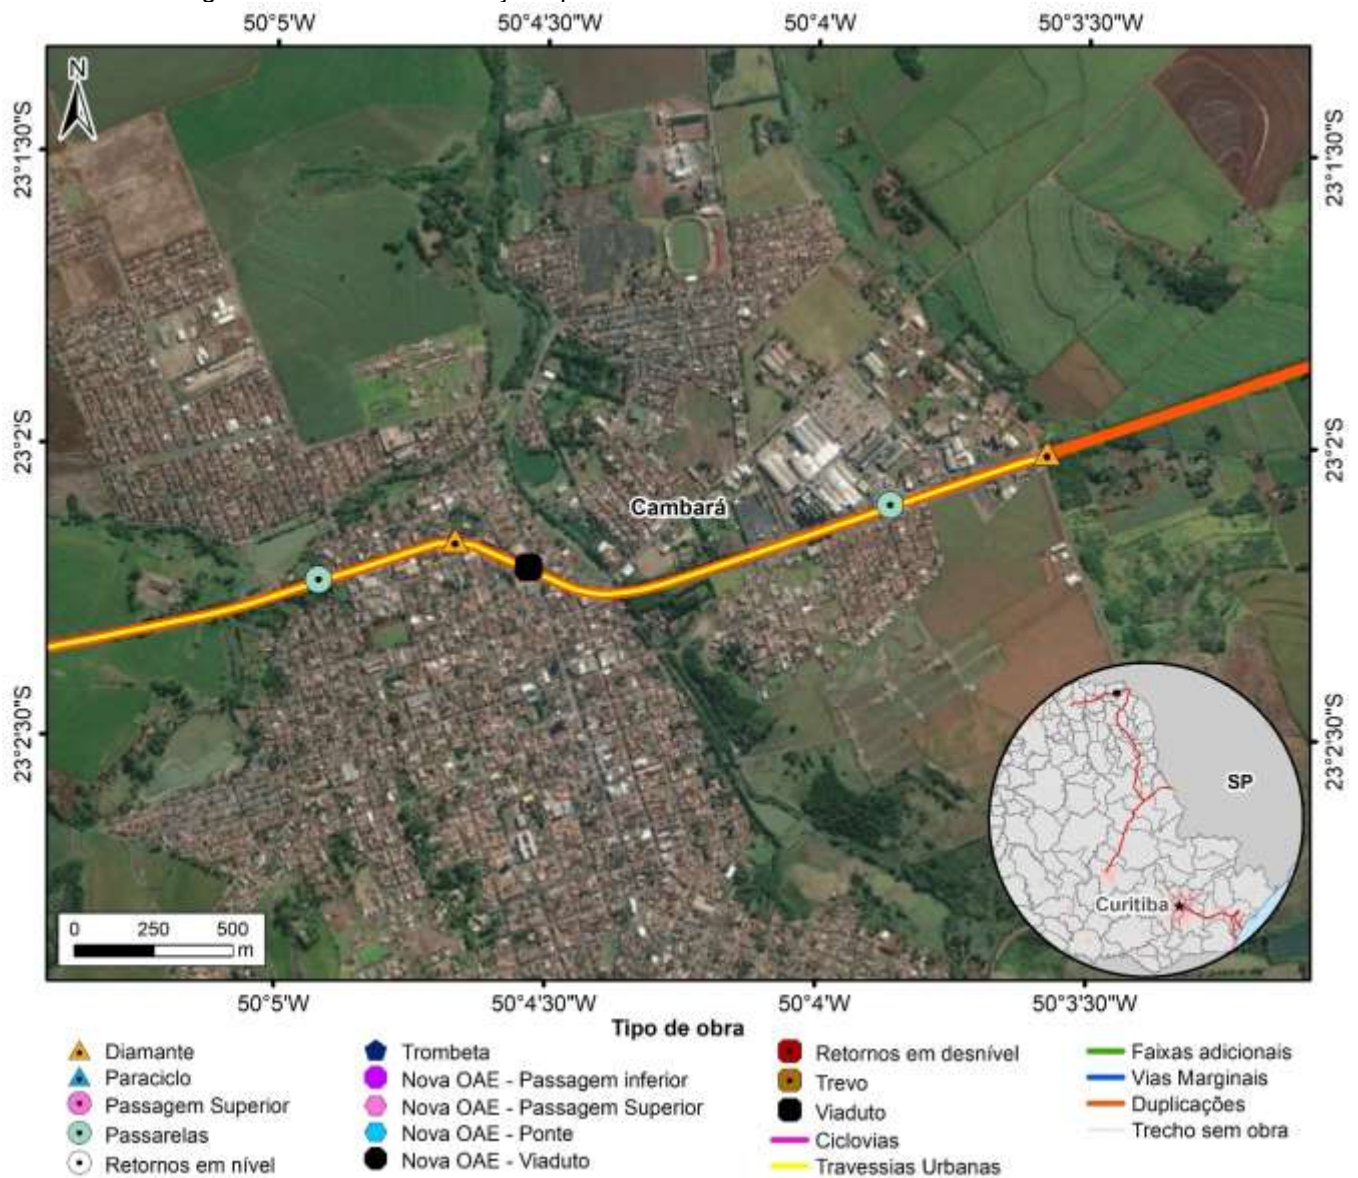 50°5'W 50°4'30"W 50°4'W 50°3'30"W
N
23°1'30"S 23°1'30"S
23°2'S 23°2'S
Cambará
23°2'30"S 23°2'30"S
SP
Curitiba
0 250 500
m
50°5'W 50°4'30"W 50°4'W 50°3'30"W
Tipo de obra
Diamante
Paraciclo
Passagem Superior
Passarelas
Retornos em nível
Trombeta
Nova OAE - Passagem inferior
Nova OAE - Passagem Superior
Nova OAE - Ponte
Nova OAE - Viaduto
Retornos em desnível
Trevo
Viaduto
Ciclovias
Travessias Urbanas
Faixas adicionais
Vias Marginais
Duplicações
Trecho sem obra